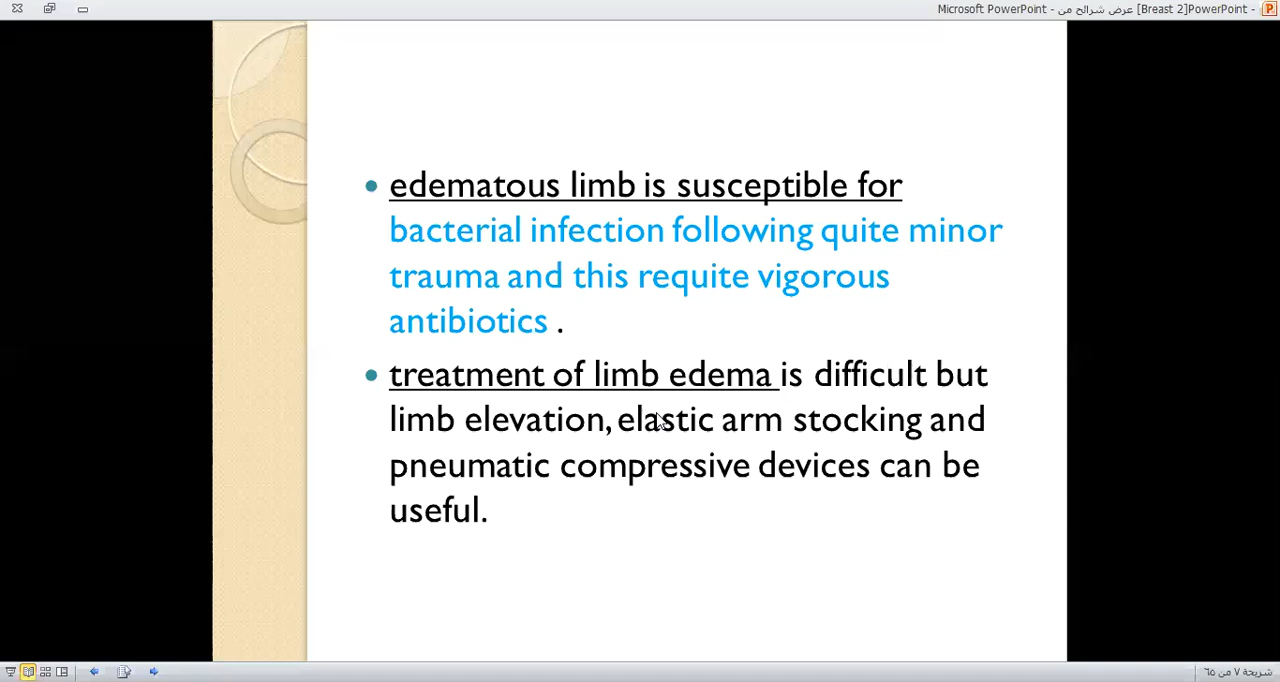 Microsoft PowerPoint - عرض شرائح من PowerPoint[Breast 2] -
edematous limb is susceptible for
bacterial infection following quite minor
trauma and this requite vigorous
antibiotics .
treatment of limb edema is difficult but
limb elevation, elastic arm stocking and
pneumatic compressive devices can be
useful.
شريحة ٧ من ٦٥